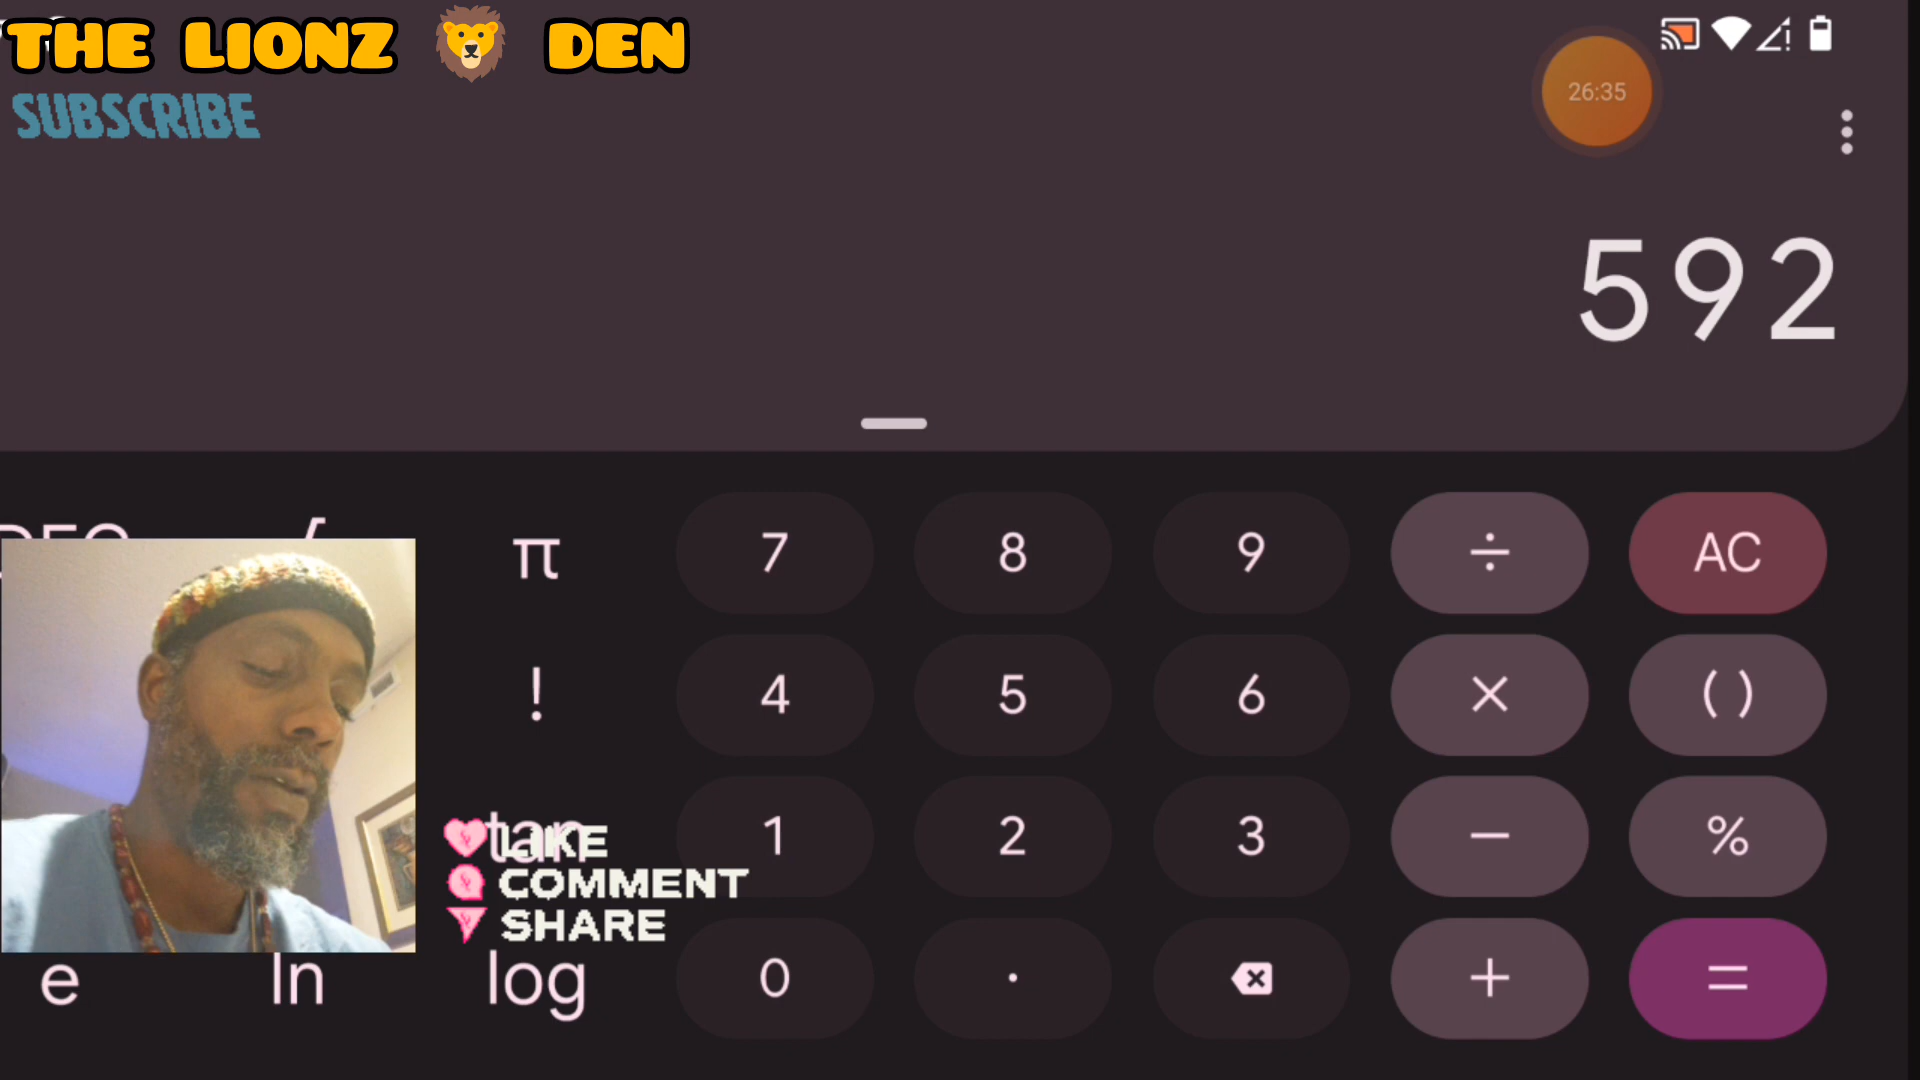 THE LIONZ 🦁 DEN
SUBSCRIBE
26:35
592
π 7 8 9 ÷ AC
! 4 5 6 × ( )
tan 1 2 3 − %
LIKE
COMMENT
SHARE
e ln log 0 . + =